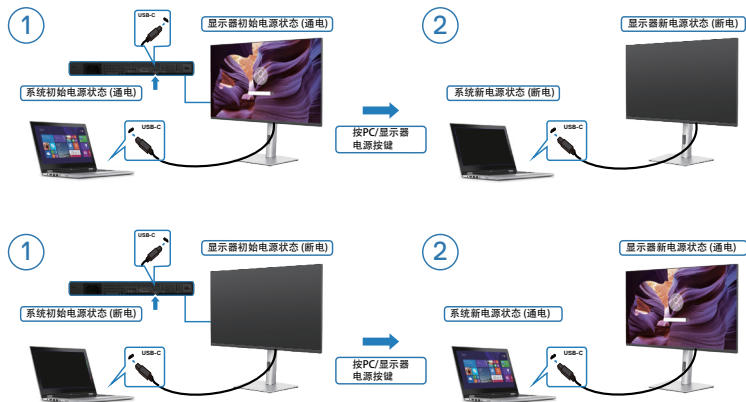 1
USB-C
显示器初始电源状态 (通电)
2
显示器新电源状态 (断电)
系统初始电源状态 (通电)
系统新电源状态 (断电)
USB-C
USB-C
按PC/显示器
电源按键
1
USB-C
显示器初始电源状态 (断电)
2
显示器新电源状态 (通电)
系统初始电源状态 (断电)
系统新电源状态 (通电)
USB-C
USB-C
按PC/显示器
电源按键